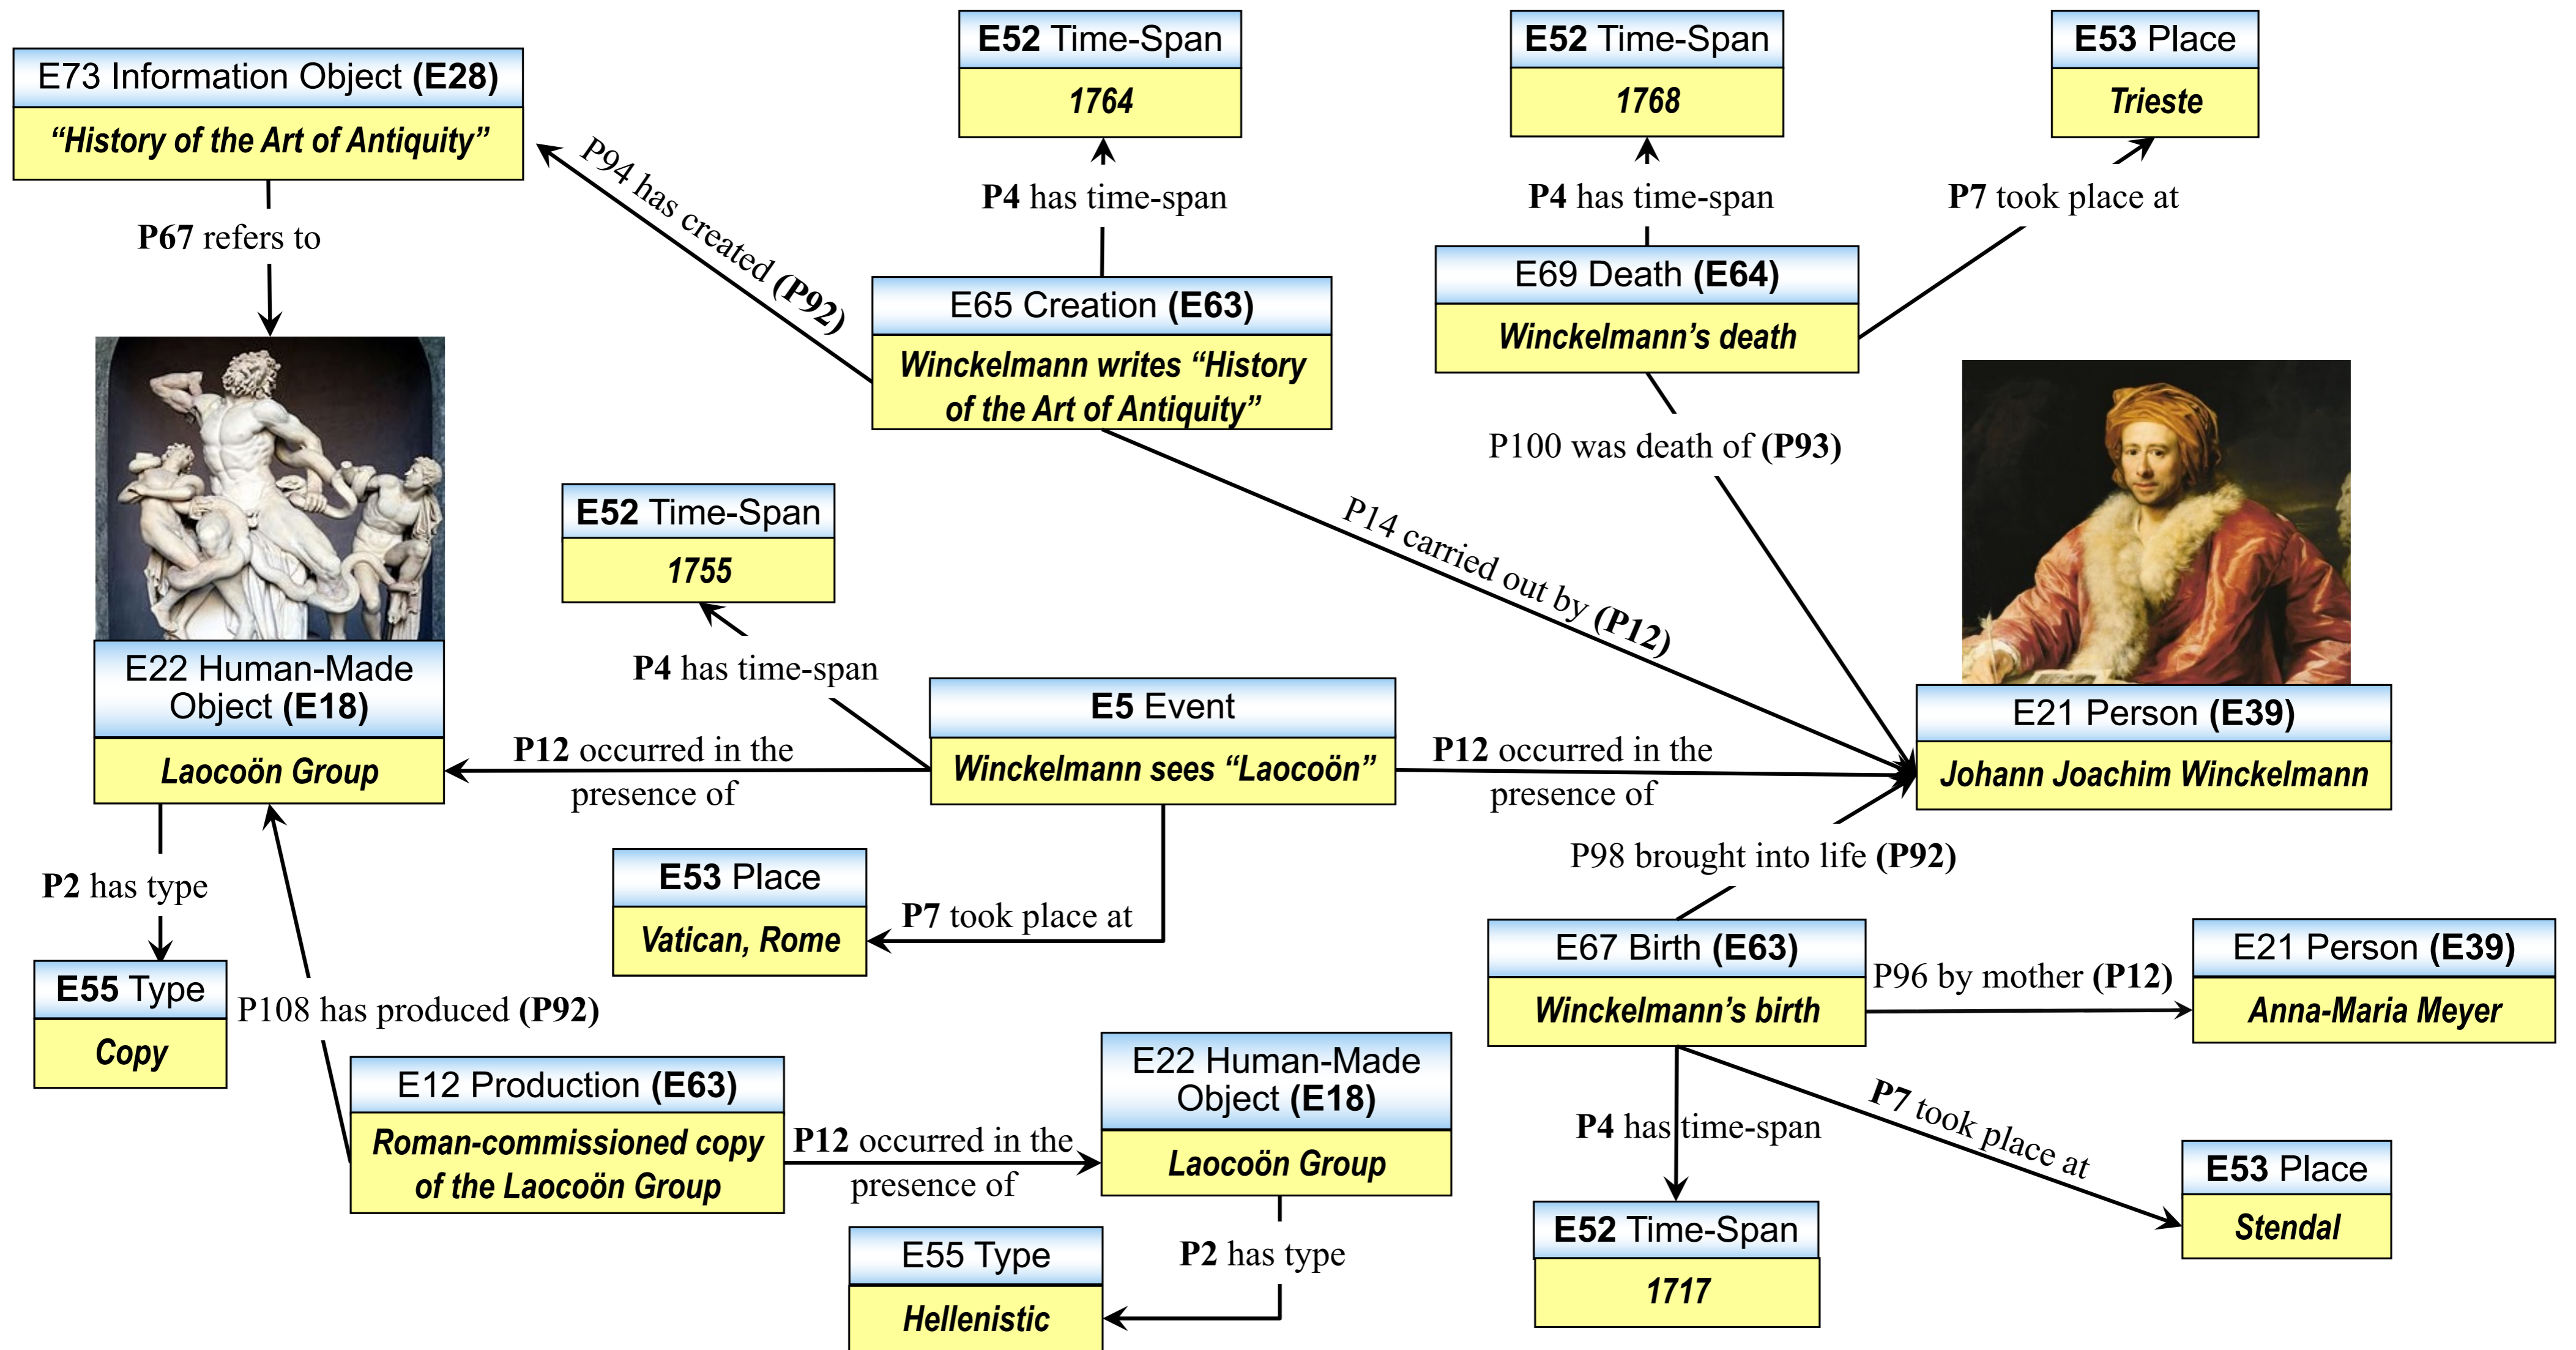 E73 Information Object (E28)
“History of the Art of Antiquity”
P67 refers to
P94 has created (P92)
E52 Time-Span
1764
P4 has time-span
E65 Creation (E63)
Winckelmann writes “History
of the Art of Antiquity”
E52 Time-Span
1768
P4 has time-span
E69 Death (E64)
Winckelmann’s death
E53 Place
Trieste
P7 took place at
P100 was death of (P93)
P14 carried out by (P12)
E52 Time-Span
1755
P4 has time-span
E22 Human-Made
Object (E18)
Laocoön Group
P12 occurred in the
presence of
E5 Event
Winckelmann sees “Laocoön”
P12 occurred in the
presence of
E21 Person (E39)
Johann Joachim Winckelmann
P2 has type
E55 Type
Copy
E53 Place
Vatican, Rome
P7 took place at
P98 brought into life (P92)
E67 Birth (E63)
Winckelmann’s birth
P96 by mother (P12)
E21 Person (E39)
Anna-Maria Meyer
P108 has produced (P92)
E12 Production (E63)
Roman-commissioned copy
of the Laocoön Group
P12 occurred in the
presence of
E22 Human-Made
Object (E18)
Laocoön Group
P2 has type
E55 Type
Hellenistic
P4 has time-span
E52 Time-Span
1717
P7 took place at
E53 Place
Stendal